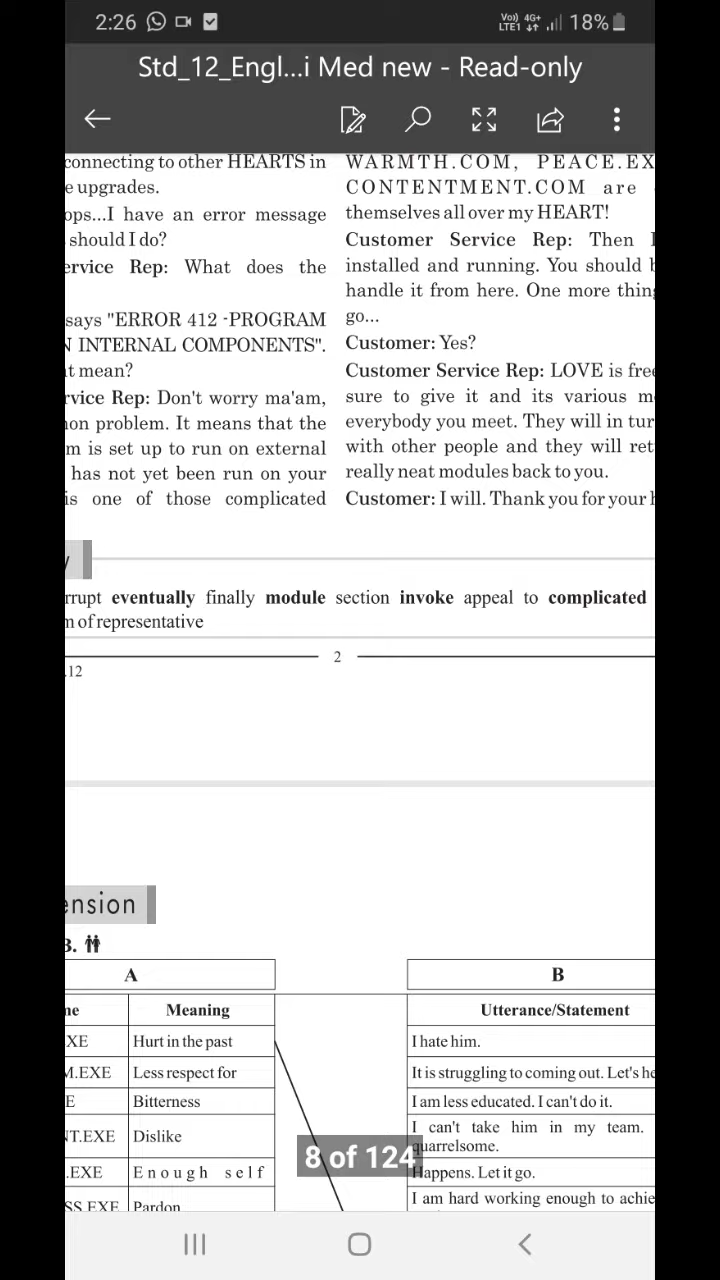 2:26
Vo)) 4G+
LTE1
18%
Std_12_Engl...i Med new - Read-only
connecting to other HEARTS in
e upgrades.
ops...I have an error message
should I do?
ervice Rep: What does the
says "ERROR 412 -PROGRAM
N INTERNAL COMPONENTS".
at mean?
rvice Rep: Don't worry ma'am,
on problem. It means that the
m is set up to run on external
has not yet been run on your
is one of those complicated
WARMTH.COM, PEACE.EX
CONTENTMENT.COM are
themselves all over my HEART!
Customer Service Rep: Then I
installed and running. You should b
handle it from here. One more thing
go...
Customer: Yes?
Customer Service Rep: LOVE is free
sure to give it and its various m
everybody you meet. They will in tur
with other people and they will ret
really neat modules back to you.
Customer: I will. Thank you for your h
y
rrupt eventually finally module section invoke appeal to complicated
m of representative
2
.12
ension
B.
A
me Meaning
XE Hurt in the past
M.EXE Less respect for
E Bitterness
NT.EXE Dislike
.EXE Enough self
SS.EXE Pardon
B
Utterance/Statement
I hate him.
It is struggling to coming out. Let's he
I am less educated. I can't do it.
I can't take him in my team.
quarrelsome.
Happens. Let it go.
I am hard working enough to achie
8 of 124